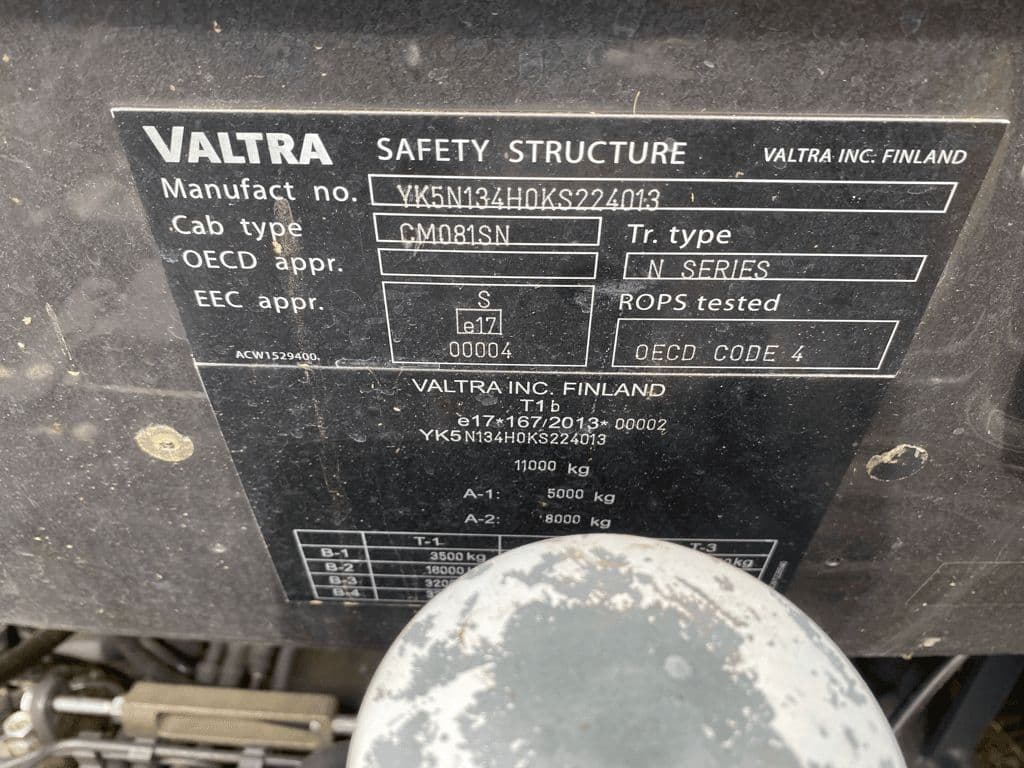 VALTRA SAFETY STRUCTURE VALTRA INC. FINLAND
Manufact no. YK5N134H0KS224013
Cab type CM081SN Tr. type
OECD appr. N SERIES
EEC appr. S ROPS tested
e17
00004 OECD CODE 4
ACW1529400.
VALTRA INC. FINLAND
T1b
e17*167/2013*00002
YK5N134H0KS224013
11000 kg
A-1: 5000 kg
A-2: 8000 kg
T-1 T-3
B-1 3500 kg kg
B-2
B-3
B-4